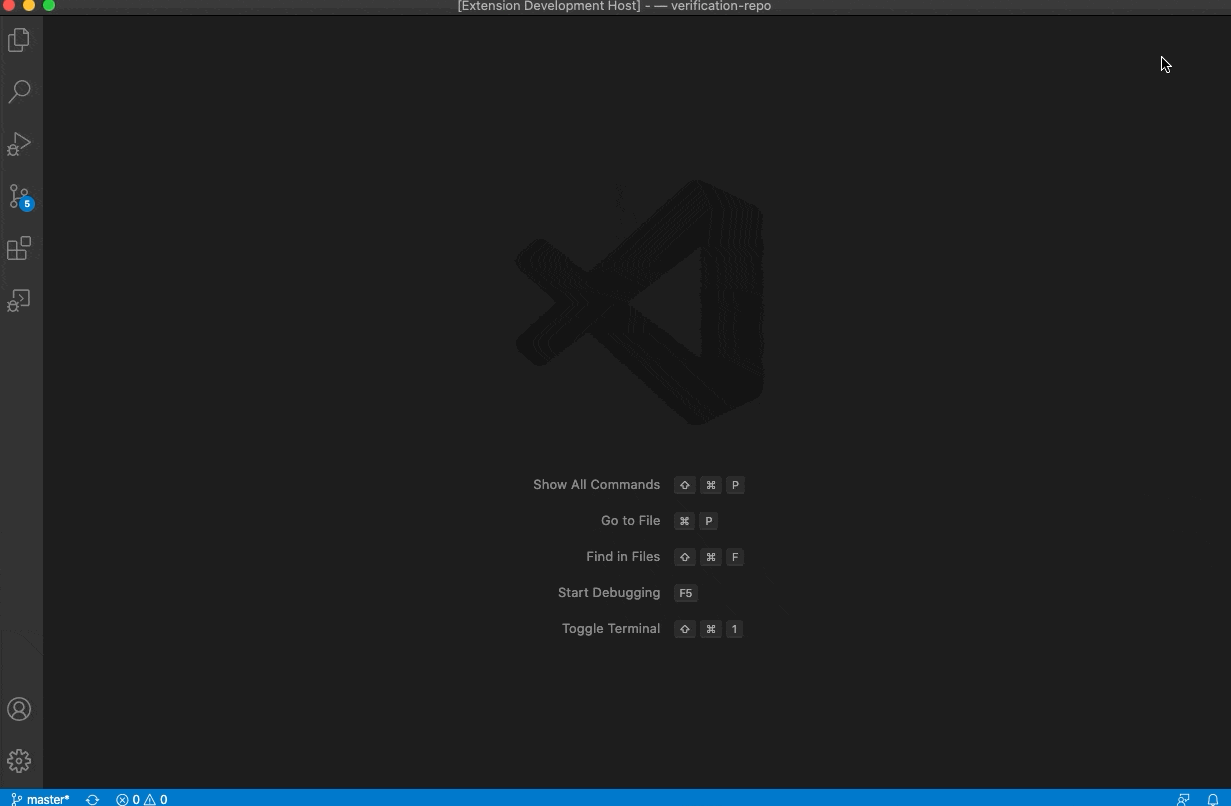 [Extension Development Host] - — verification-repo
5
Show All Commands ⇧ ⌘ P
Go to File ⌘ P
Find in Files ⇧ ⌘ F
Start Debugging F5
Toggle Terminal ⇧ ⌘ 1
master* 0 0